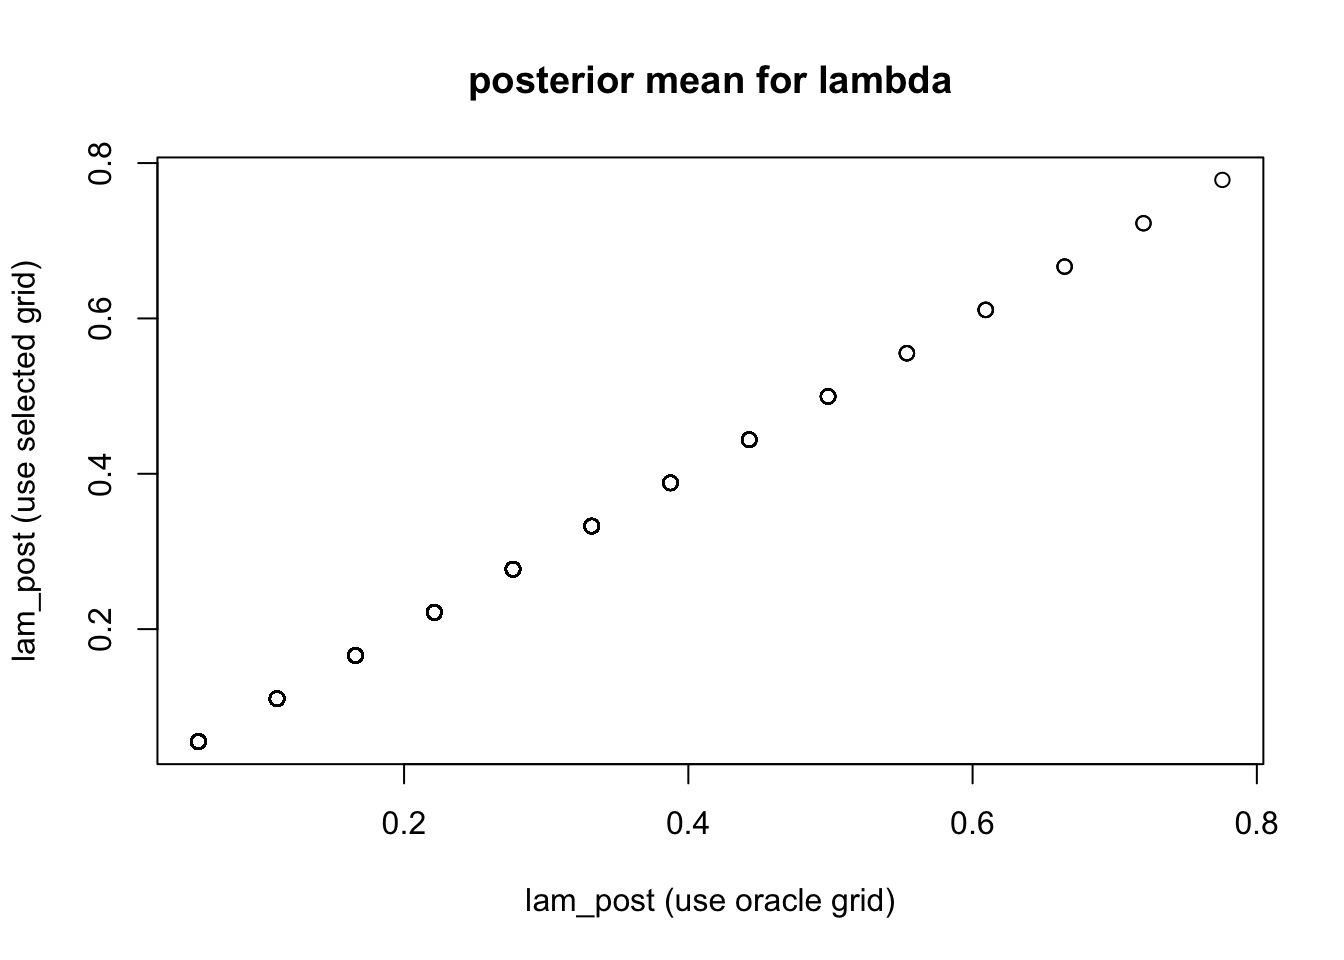 posterior mean for lambda
lam_post (use selected grid)
0.8
0.6
0.4
0.2
0.2 0.4 0.6 0.8
lam_post (use oracle grid)